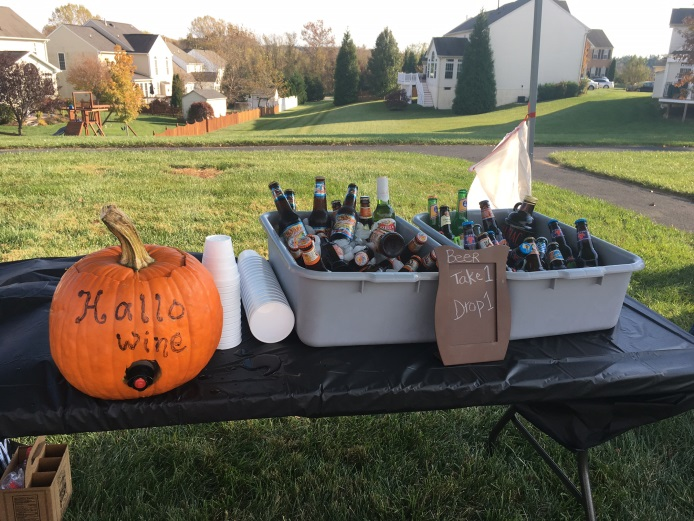 Hallo
wine
Beer
Take 1
Drop 1